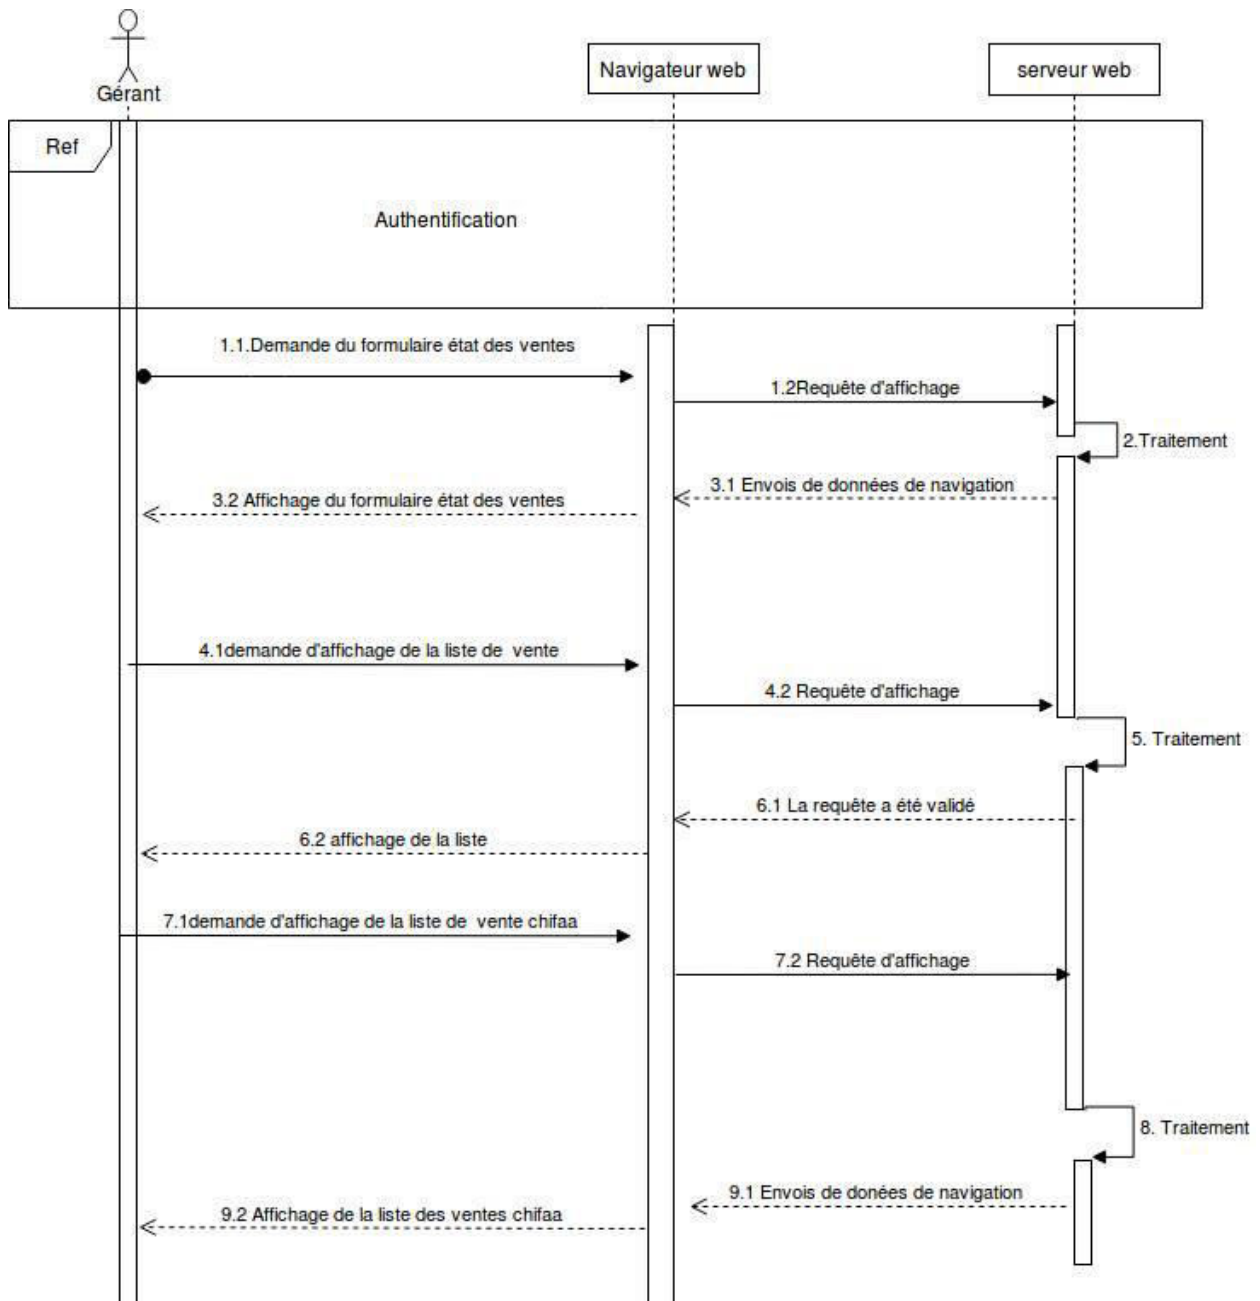 Gérant
Navigateur web
serveur web
Ref
Authentification
1.1.Demande du formulaire état des ventes
1.2Requête d'affichage
2.Traitement
3.1 Envois de données de navigation
3.2 Affichage du formulaire état des ventes
4.1demande d'affichage de la liste de vente
4.2 Requête d'affichage
5. Traitement
6.1 La requête a été validé
6.2 affichage de la liste
7.1demande d'affichage de la liste de vente chifaa
7.2 Requête d'affichage
8. Traitement
9.1 Envois de donées de navigation
9.2 Affichage de la liste des ventes chifaa